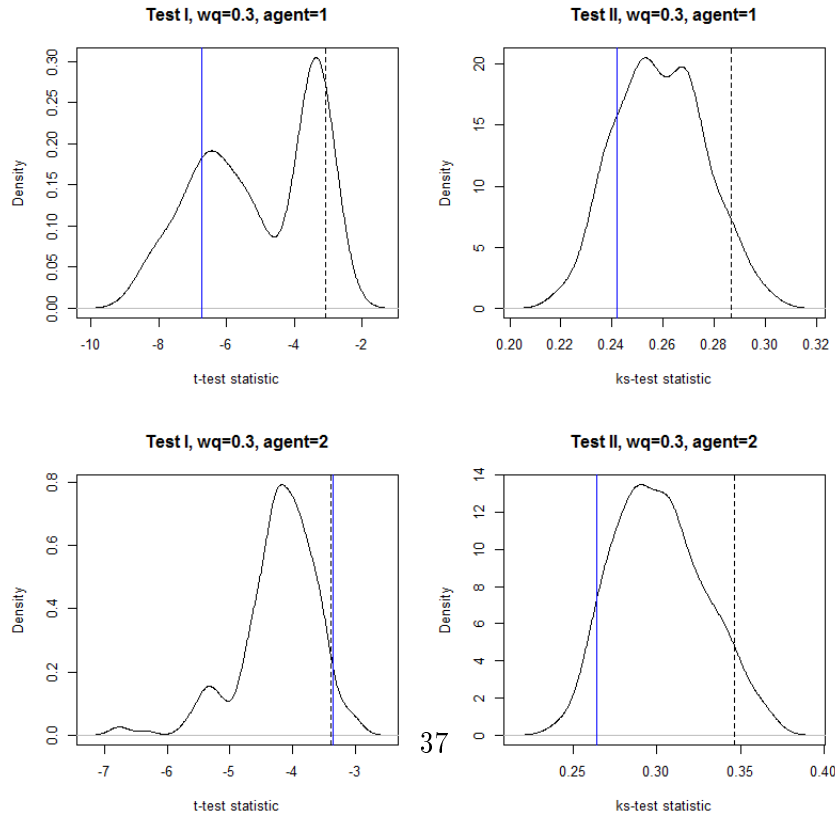 Test I, wq=0.3, agent=1
Density
0.00 0.05 0.10 0.15 0.20 0.25 0.30
-10 -8 -6 -4 -2
t-test statistic
Test II, wq=0.3, agent=1
Density
0 5 10 15 20
0.20 0.22 0.24 0.26 0.28 0.30 0.32
ks-test statistic
Test I, wq=0.3, agent=2
Density
0.0 0.2 0.4 0.6 0.8
-7 -6 -5 -4 -3
t-test statistic
Test II, wq=0.3, agent=2
Density
0 2 4 6 8 10 12 14
0.25 0.30 0.35 0.40
ks-test statistic
37